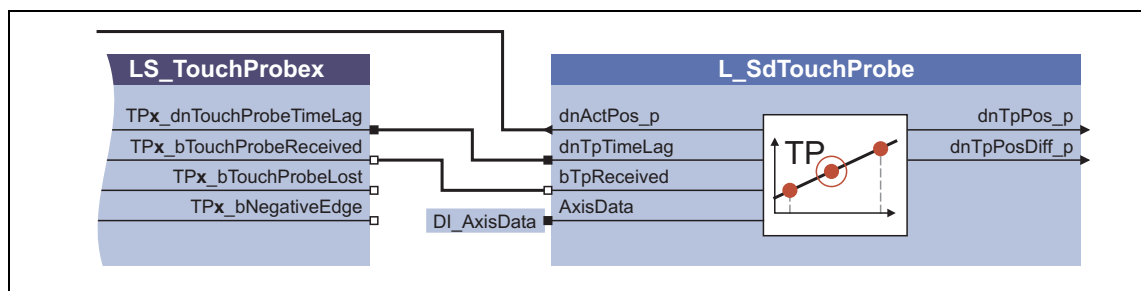 LS_TouchProbex
TPx_dnTouchProbeTimeLag
TPx_bTouchProbeReceived
TPx_bTouchProbeLost
TPx_bNegativeEdge
DI_AxisData
L_SdTouchProbe
dnActPos_p
dnTpTimeLag
bTpReceived
AxisData
TP
dnTpPos_p
dnTpPosDiff_p